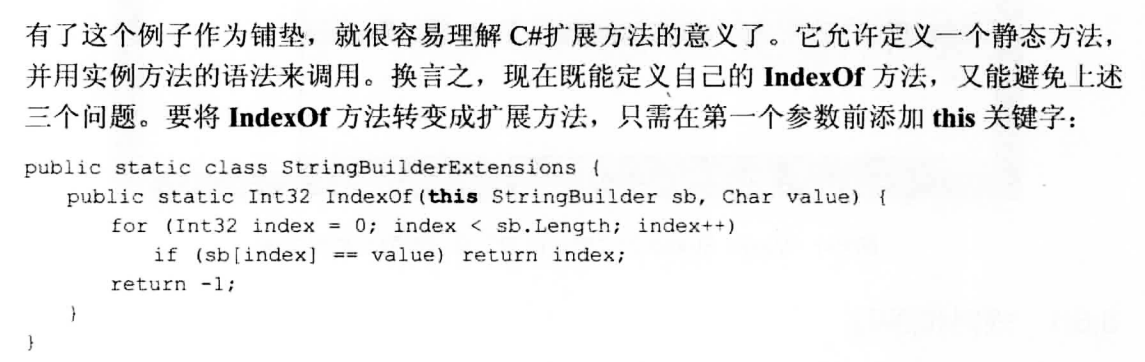 有了这个例子作为铺垫，就很容易理解 C#扩展方法的意义了。它允许定义一个静态方法，
并用实例方法的语法来调用。换言之，现在既能定义自己的 IndexOf 方法，又能避免上述
三个问题。要将 IndexOf 方法转变成扩展方法，只需在第一个参数前添加 this 关键字：
public static class StringBuilderExtensions {
   public static Int32 IndexOf(this StringBuilder sb, Char value) {
      for (Int32 index = 0; index < sb.Length; index++)
         if (sb[index] == value) return index;
      return -1;
   }
}